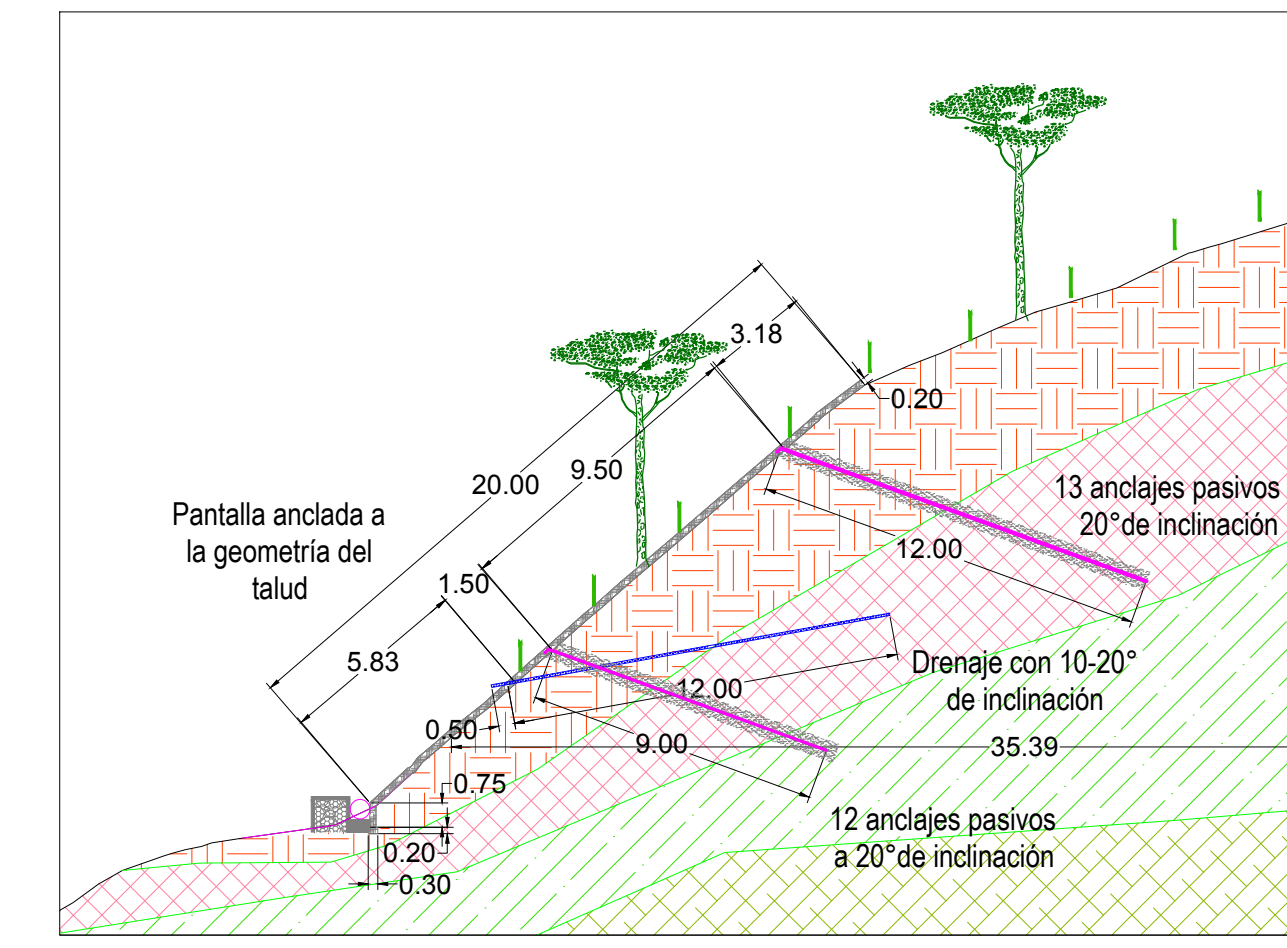 3.18
0.20
9.50
20.00
13 anclajes pasivos
20°de inclinación
Pantalla anclada a
la geometría del
talud
12.00
1.50
5.83
Drenaje con 10-20°
de inclinación
12.00
0.50
9.00
35.39
0.75
12 anclajes pasivos
a 20°de inclinación
0.20
0.30